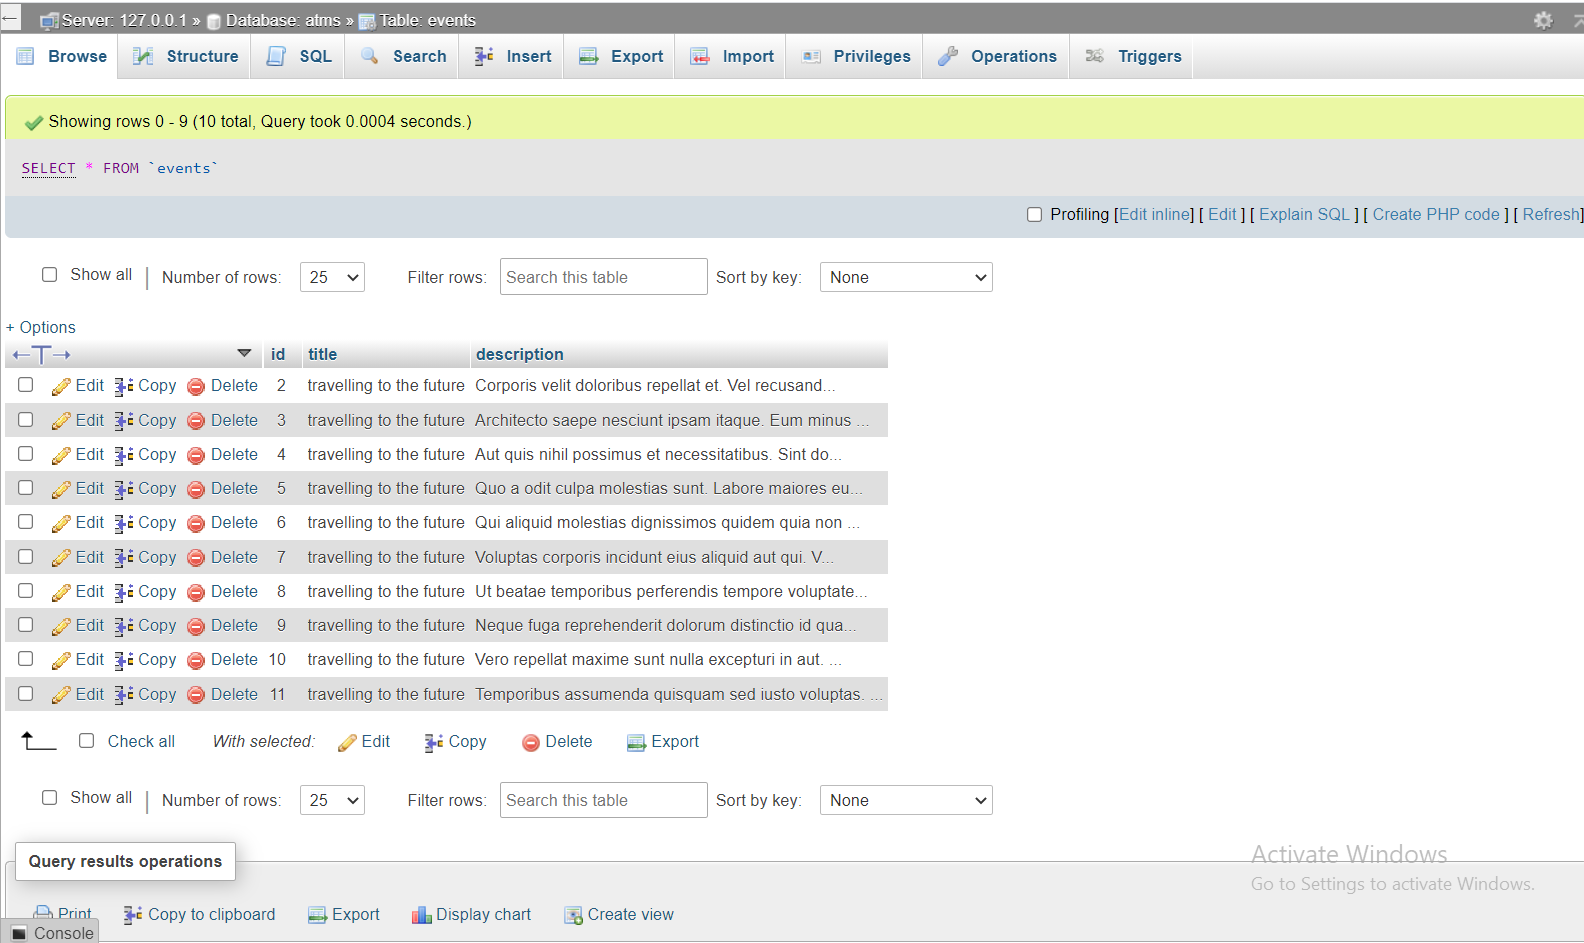 Server: 127.0.0.1 » Database: atms » Table: events
Browse Structure SQL Search Insert Export Import Privileges Operations Triggers
Showing rows 0 - 9 (10 total, Query took 0.0004 seconds.)
SELECT * FROM `events`
Profiling [Edit inline] [ Edit ] [ Explain SQL ] [ Create PHP code ] [ Refresh]
Show all | Number of rows: 25 Filter rows: Search this table Sort by key: None
+ Options
←T→ id title description
Edit Copy Delete 2 travelling to the future Corporis velit doloribus repellat et. Vel recusand...
Edit Copy Delete 3 travelling to the future Architecto saepe nesciunt ipsam itaque. Eum minus ...
Edit Copy Delete 4 travelling to the future Aut quis nihil possimus et necessitatibus. Sint do...
Edit Copy Delete 5 travelling to the future Quo a odit culpa molestias sunt. Labore maiores eu...
Edit Copy Delete 6 travelling to the future Qui aliquid molestias dignissimos quidem quia non ...
Edit Copy Delete 7 travelling to the future Voluptas corporis incidunt eius aliquid aut qui. V...
Edit Copy Delete 8 travelling to the future Ut beatae temporibus perferendis tempore voluptate...
Edit Copy Delete 9 travelling to the future Neque fuga reprehenderit dolorum distinctio id qua...
Edit Copy Delete 10 travelling to the future Vero repellat maxime sunt nulla excepturi in aut. ...
Edit Copy Delete 11 travelling to the future Temporibus assumenda quisquam sed iusto voluptas. ...
Check all With selected: Edit Copy Delete Export
Show all | Number of rows: 25 Filter rows: Search this table Sort by key: None
Query results operations
Activate Windows
Go to Settings to activate Windows.
Print Copy to clipboard Export Display chart Create view
Console